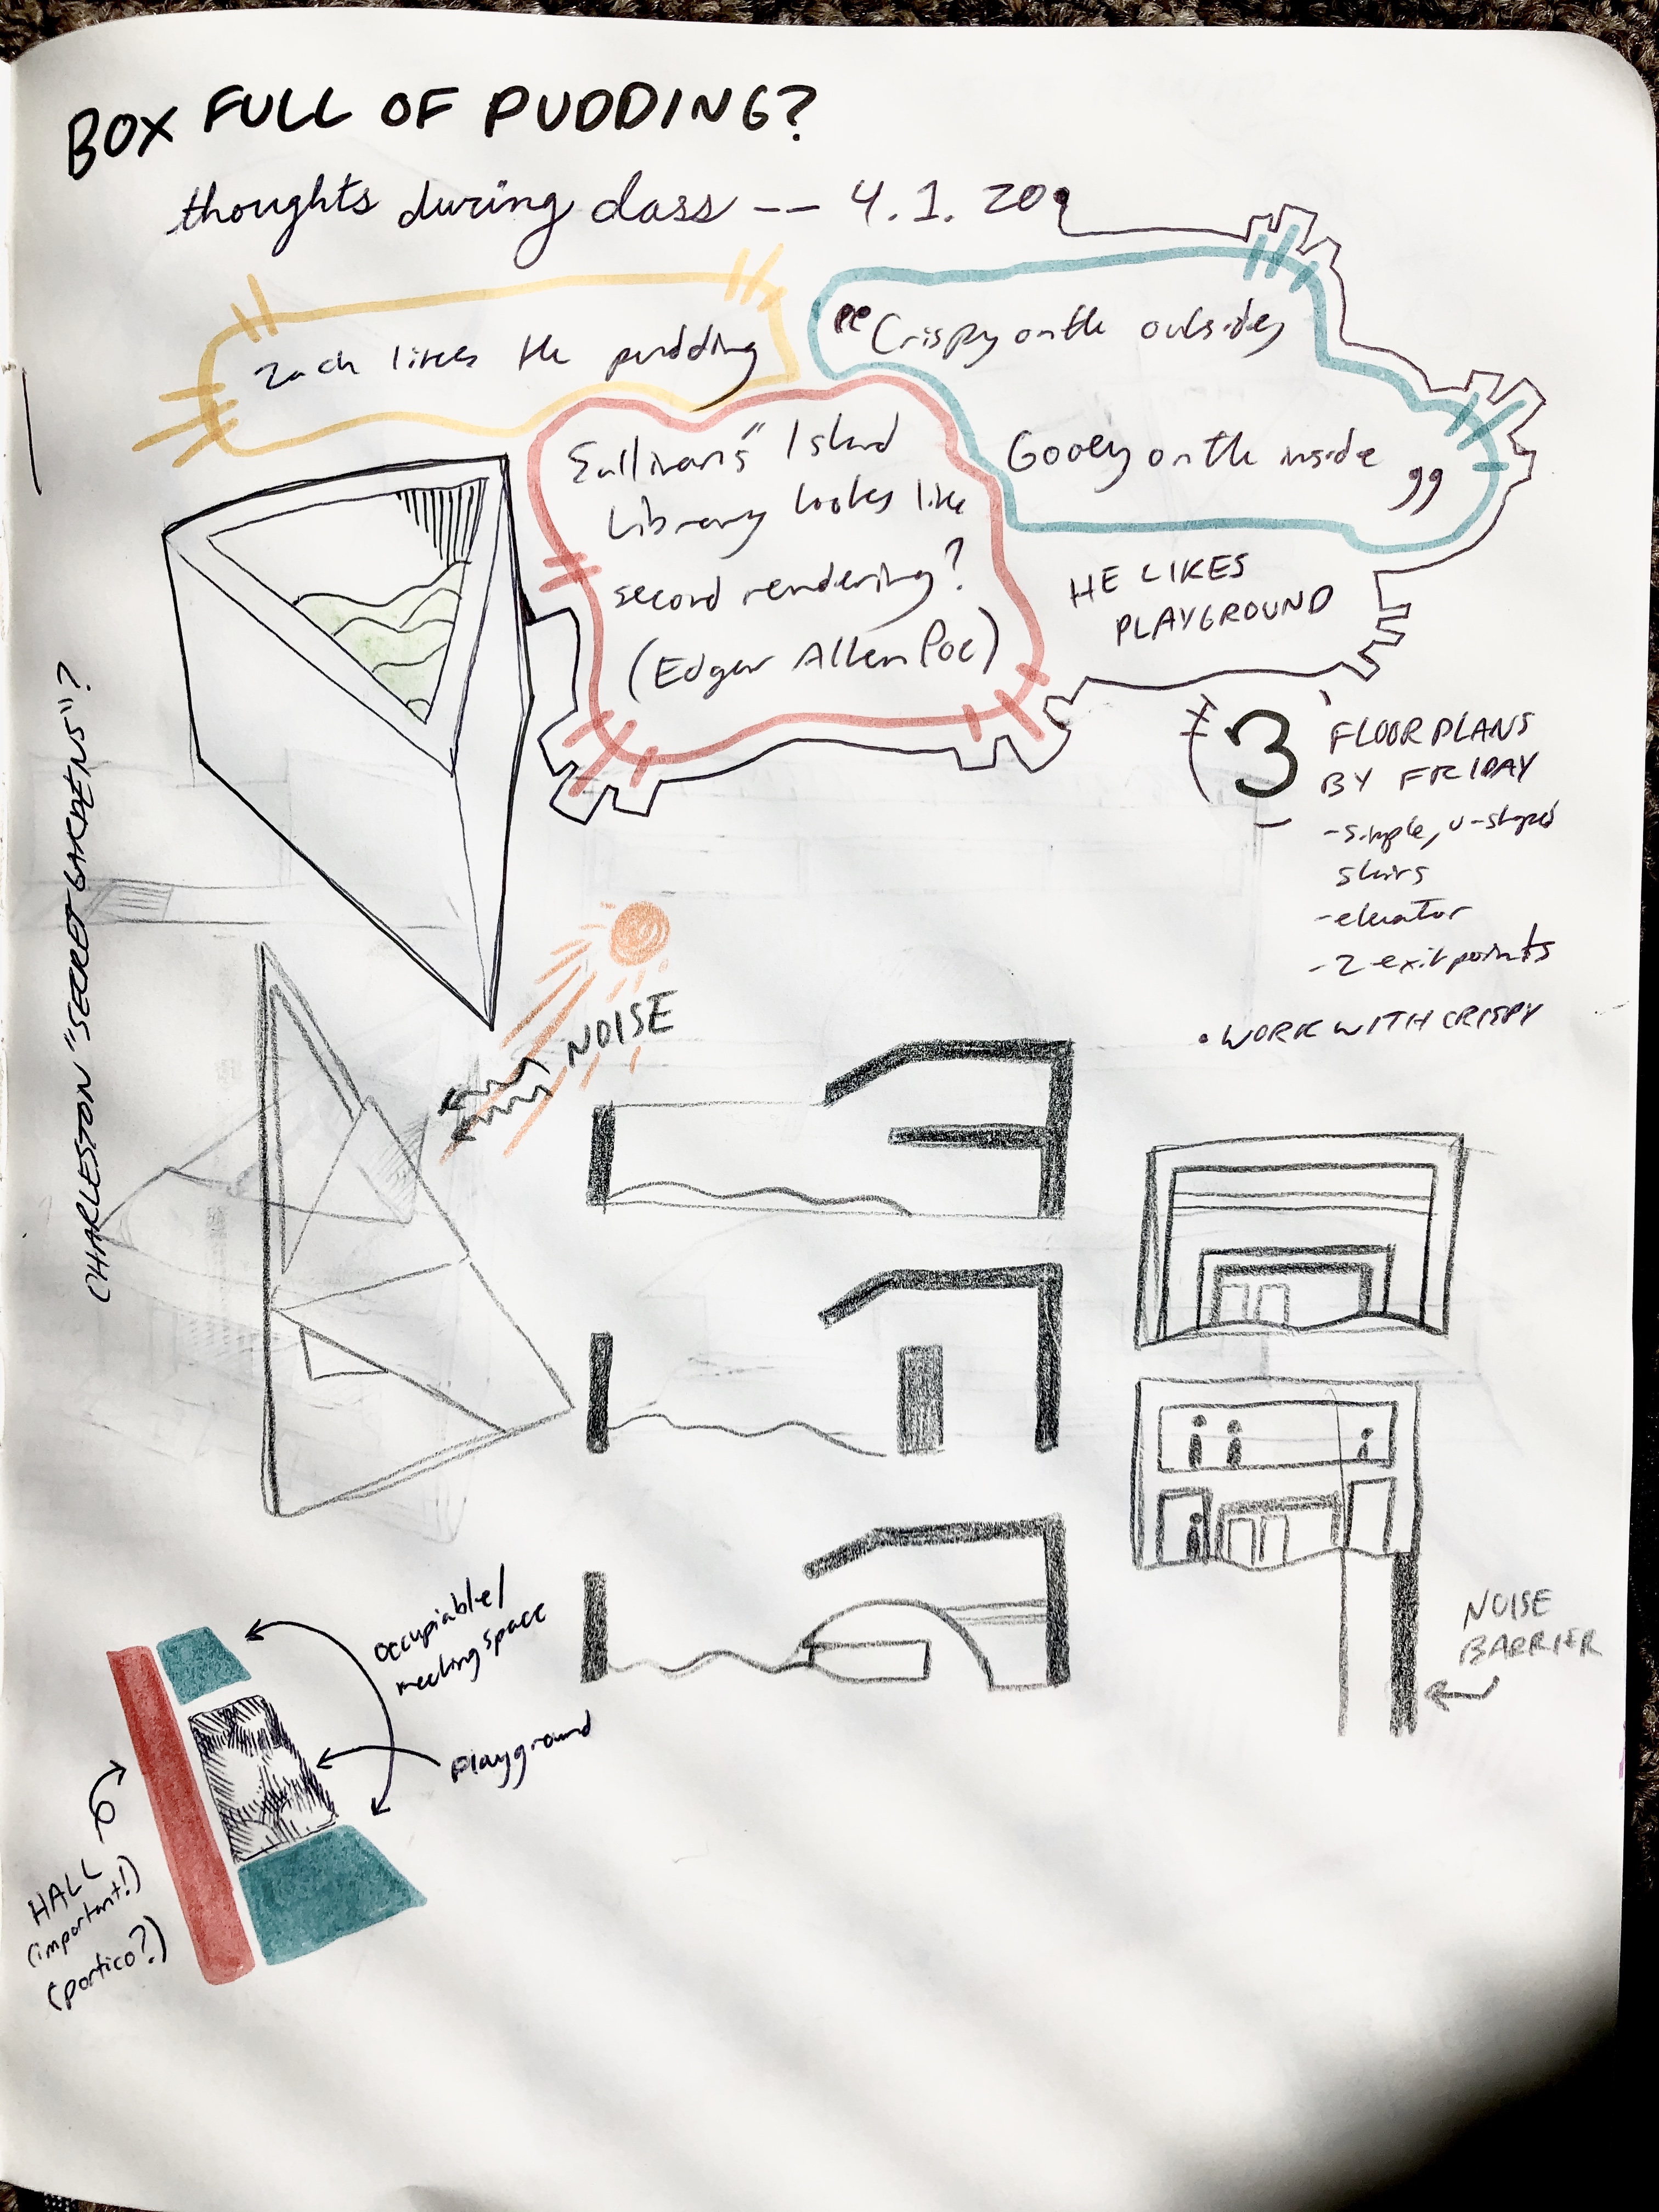 BOX FULL OF PUDDING?
thoughts during class -- 4.1.20
Zach likes the pudding
"Crispy on the outside,
Gooey on the inside"
Sullivan's Island
Library looks like
second rendering?
(Edgar Allen Poe)
HE LIKES
PLAYGROUND
3 FLOOR PLANS
BY FRIDAY
- simple, u-shaped
stairs
- elevator
- 2 exit points
• WORK WITH CRISPY
CHARLESTON "SECRET GARDENS"?
NOISE
NOISE
BARRIER
occupiable/
meeting space
playground
HALL
(important!)
(portico?)